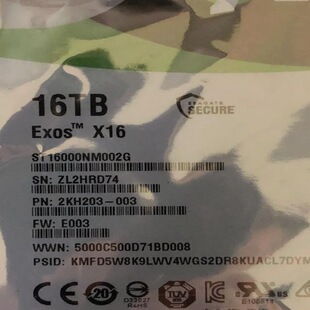 16TB
Exos™ X16
SEAGATE
SECURE
ST16000NM002G
SN: ZL2HRD74
PN: 2KH203-003
FW: E003
WWN: 5000C500D71BD008
PSID: KMFD5W8K9LWV4WGS2DR8KUACL7DYM